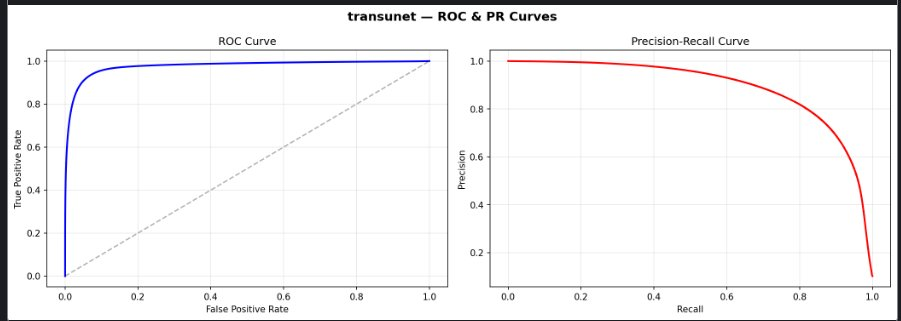 transunet — ROC & PR Curves
ROC Curve
1.0
0.8
0.6
0.4
0.2
0.0
True Positive Rate
0.0 0.2 0.4 0.6 0.8 1.0
False Positive Rate
Precision-Recall Curve
1.0
0.8
0.6
0.4
0.2
Precision
0.0 0.2 0.4 0.6 0.8 1.0
Recall